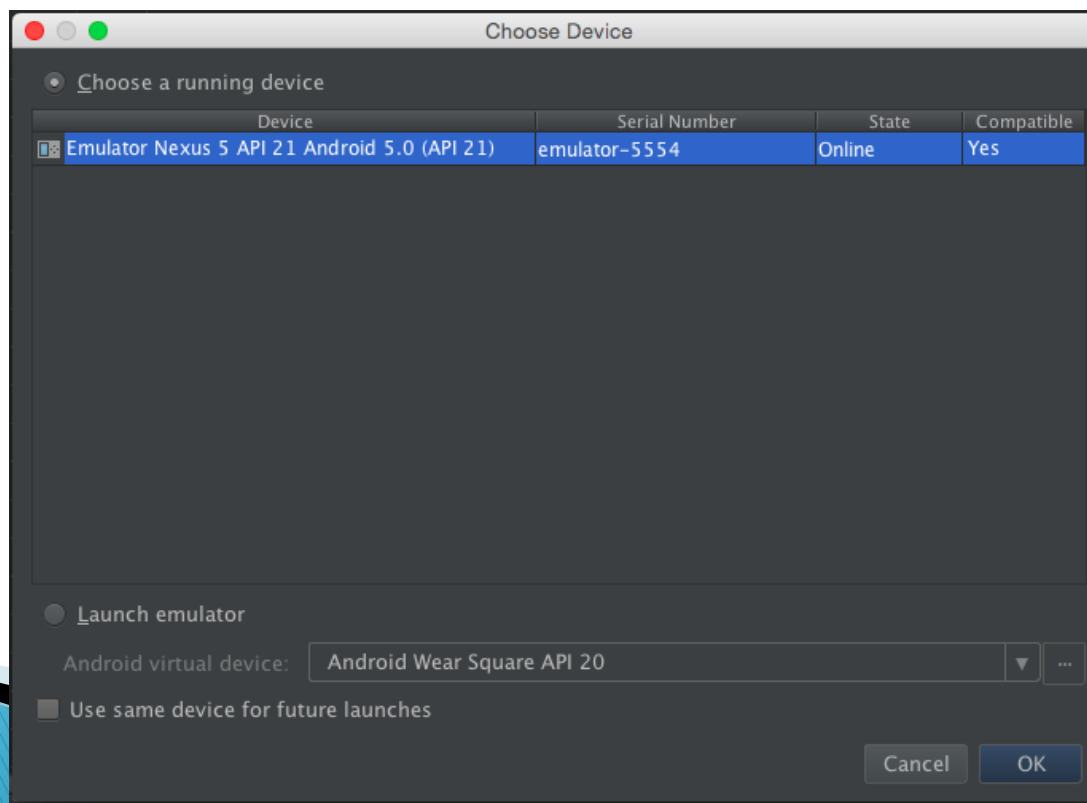 Choose Device
Choose a running device
Device Serial Number State Compatible
Emulator Nexus 5 API 21 Android 5.0 (API 21) emulator-5554 Online Yes
Launch emulator
Android virtual device: Android Wear Square API 20 ...
Use same device for future launches
Cancel OK